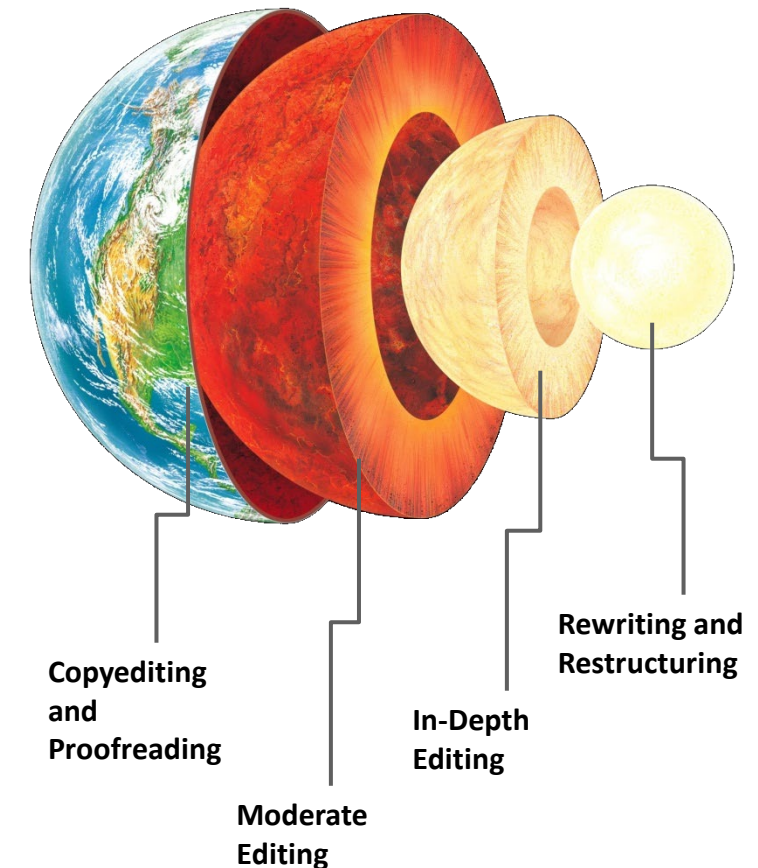 Copyediting
and
Proofreading
Moderate
Editing
In-Depth
Editing
Rewriting and
Restructuring